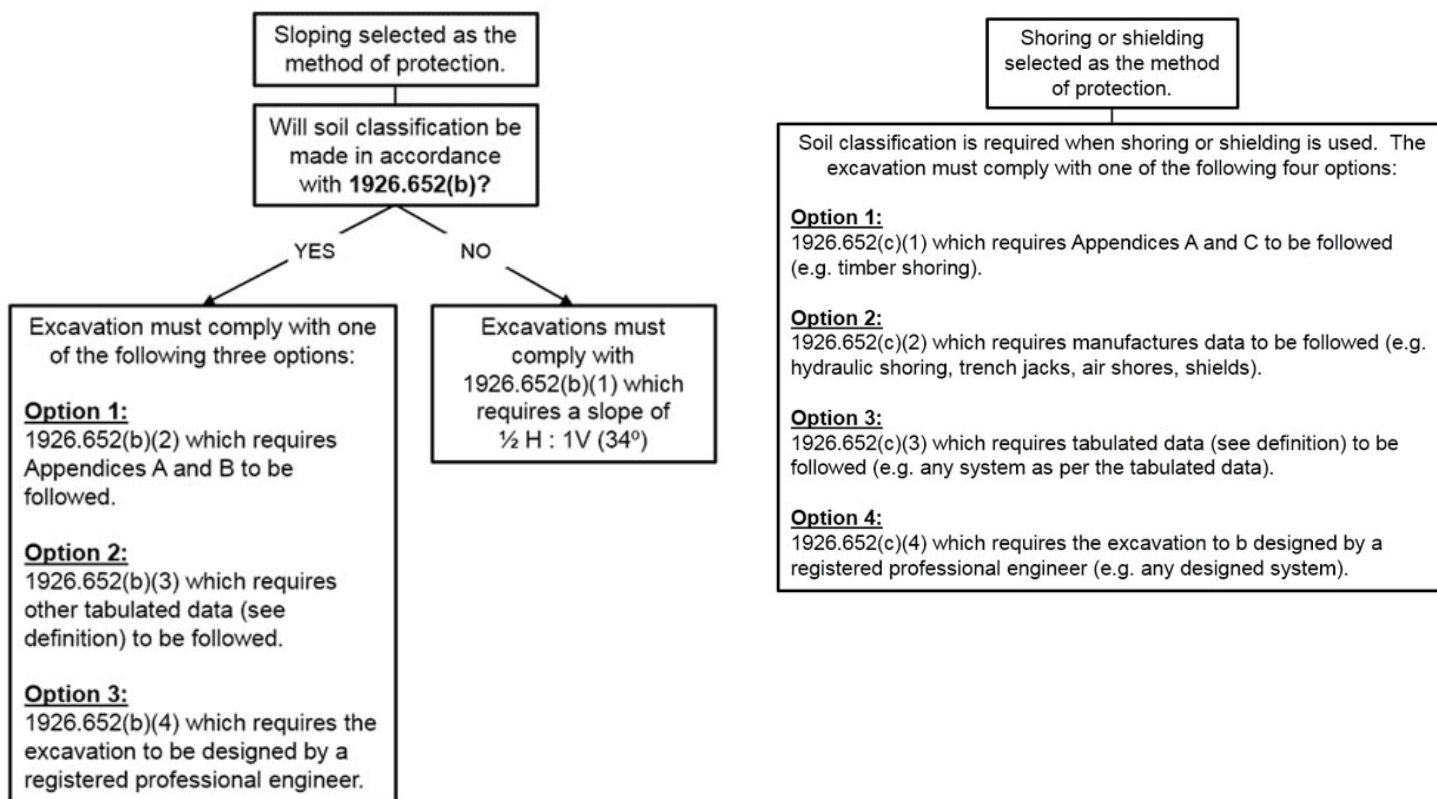 Sloping selected as the
method of protection.
Will soil classification be
made in accordance
with 1926.652(b)?
YES
NO
Excavation must comply with one
of the following three options:
Option 1:
1926.652(b)(2) which requires
Appendices A and B to be
followed.
Option 2:
1926.652(b)(3) which requires
other tabulated data (see
definition) to be followed.
Option 3:
1926.652(b)(4) which requires the
excavation to be designed by a
registered professional engineer.
Excavations must
comply with
1926.652(b)(1) which
requires a slope of
½ H : 1V (34º)
Shoring or shielding
selected as the method
of protection.
Soil classification is required when shoring or shielding is used. The
excavation must comply with one of the following four options:
Option 1:
1926.652(c)(1) which requires Appendices A and C to be followed
(e.g. timber shoring).
Option 2:
1926.652(c)(2) which requires manufactures data to be followed (e.g.
hydraulic shoring, trench jacks, air shores, shields).
Option 3:
1926.652(c)(3) which requires tabulated data (see definition) to be
followed (e.g. any system as per the tabulated data).
Option 4:
1926.652(c)(4) which requires the excavation to b designed by a
registered professional engineer (e.g. any designed system).